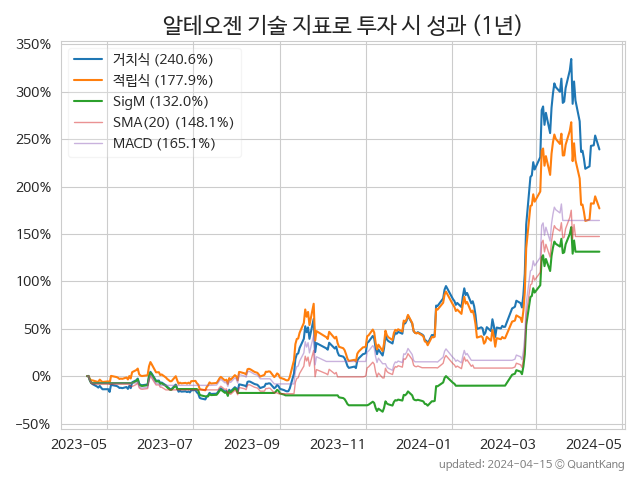 알테오젠 기술 지표로 투자 시 성과 (1년)
350%
300%
250%
200%
150%
100%
50%
0%
−50%
거치식 (240.6%)
적립식 (177.9%)
SigM (132.0%)
SMA(20) (148.1%)
MACD (165.1%)
2023-05
2023-07
2023-09
2023-11
2024-01
2024-03
2024-05
updated: 2024-04-15 © QuantKang